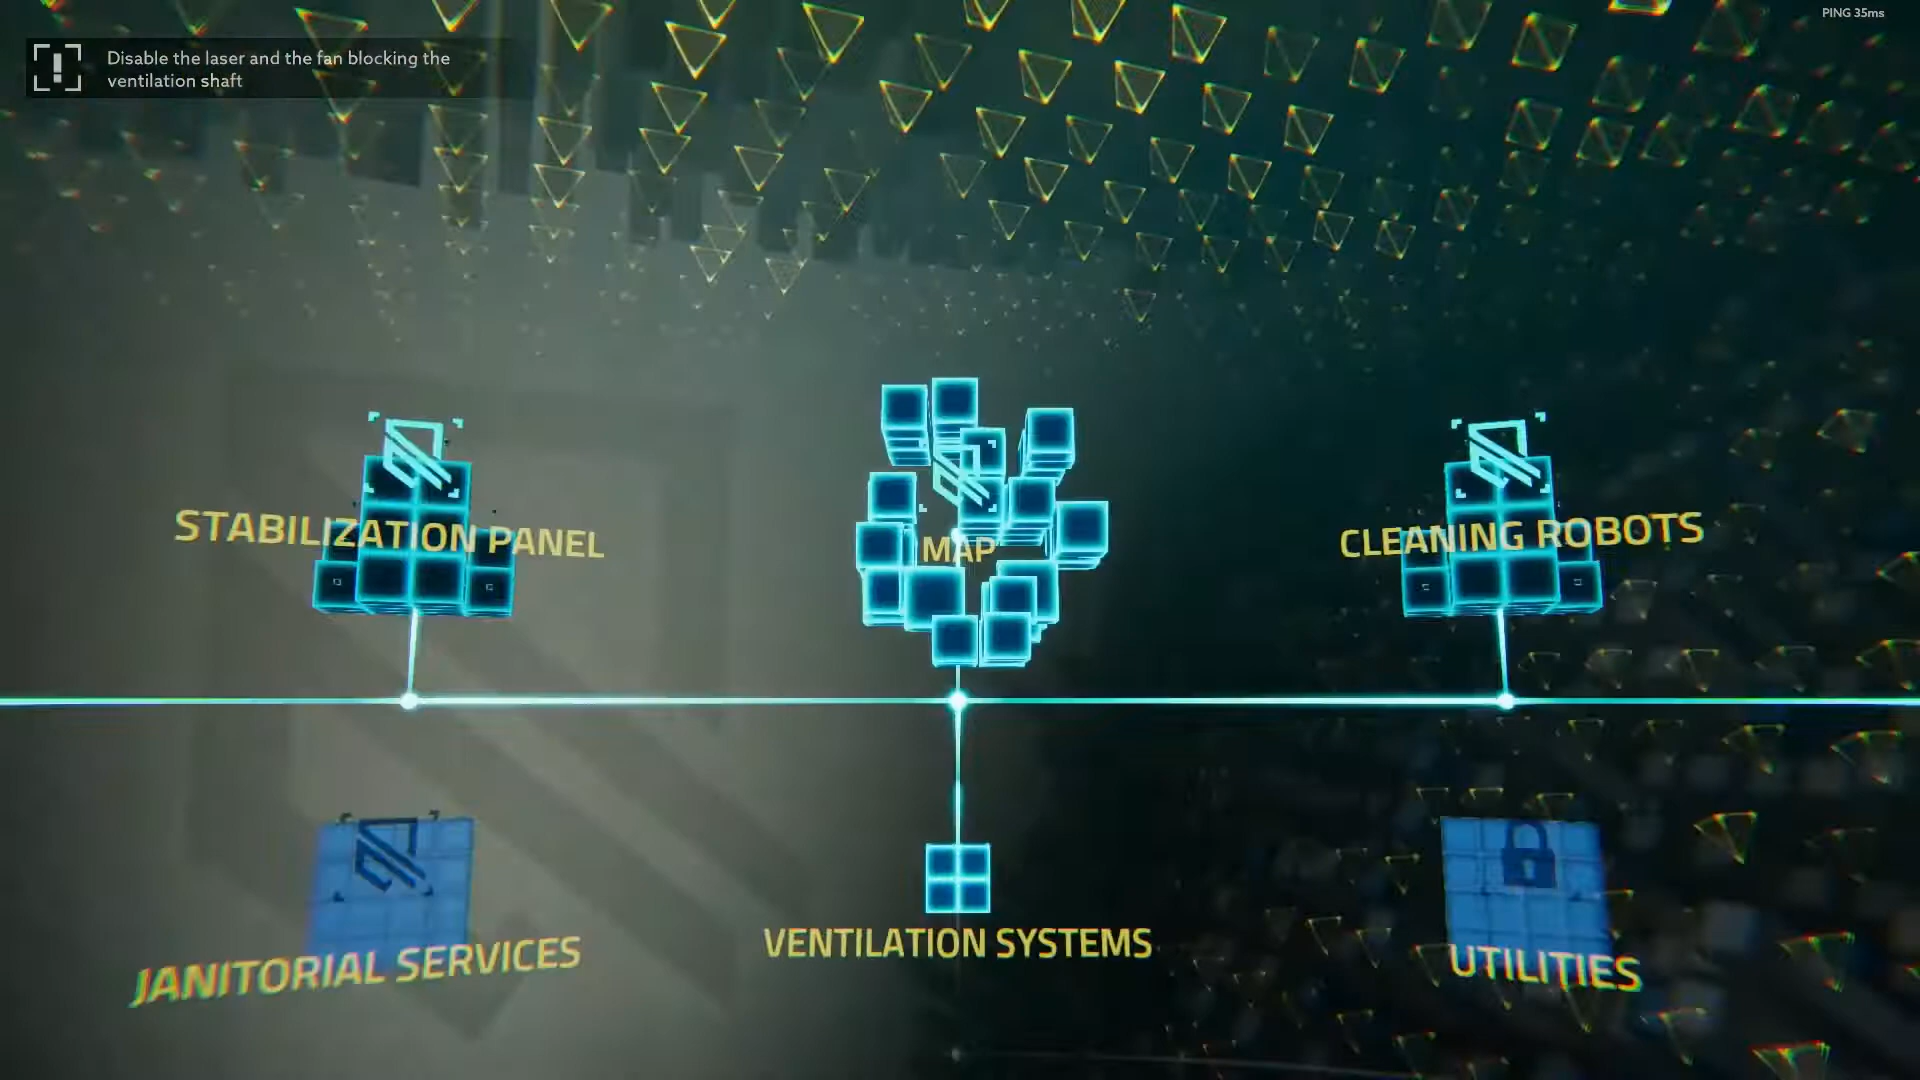 PING 35ms
Disable the laser and the fan blocking the
ventilation shaft
STABILIZATION PANEL
MAP
CLEANING ROBOTS
JANITORIAL SERVICES
VENTILATION SYSTEMS
UTILITIES